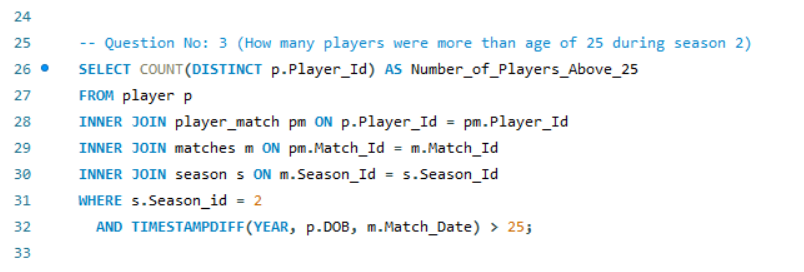 24
25 -- Question No: 3 (How many players were more than age of 25 during season 2)
26 SELECT COUNT(DISTINCT p.Player_Id) AS Number_of_Players_Above_25
27 FROM player p
28 INNER JOIN player_match pm ON p.Player_Id = pm.Player_Id
29 INNER JOIN matches m ON pm.Match_Id = m.Match_Id
30 INNER JOIN season s ON m.Season_Id = s.Season_Id
31 WHERE s.Season_id = 2
32 AND TIMESTAMPDIFF(YEAR, p.DOB, m.Match_Date) > 25;
33